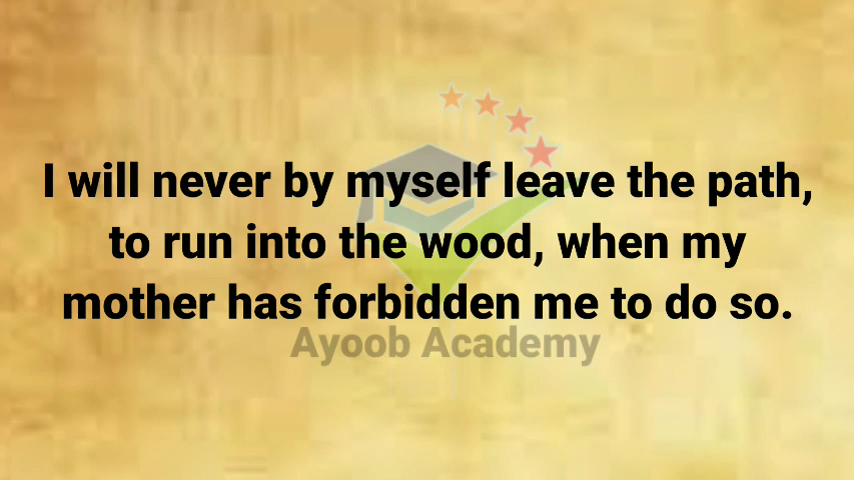 I will never by myself leave the path,
to run into the wood, when my
mother has forbidden me to do so.
Ayoob Academy